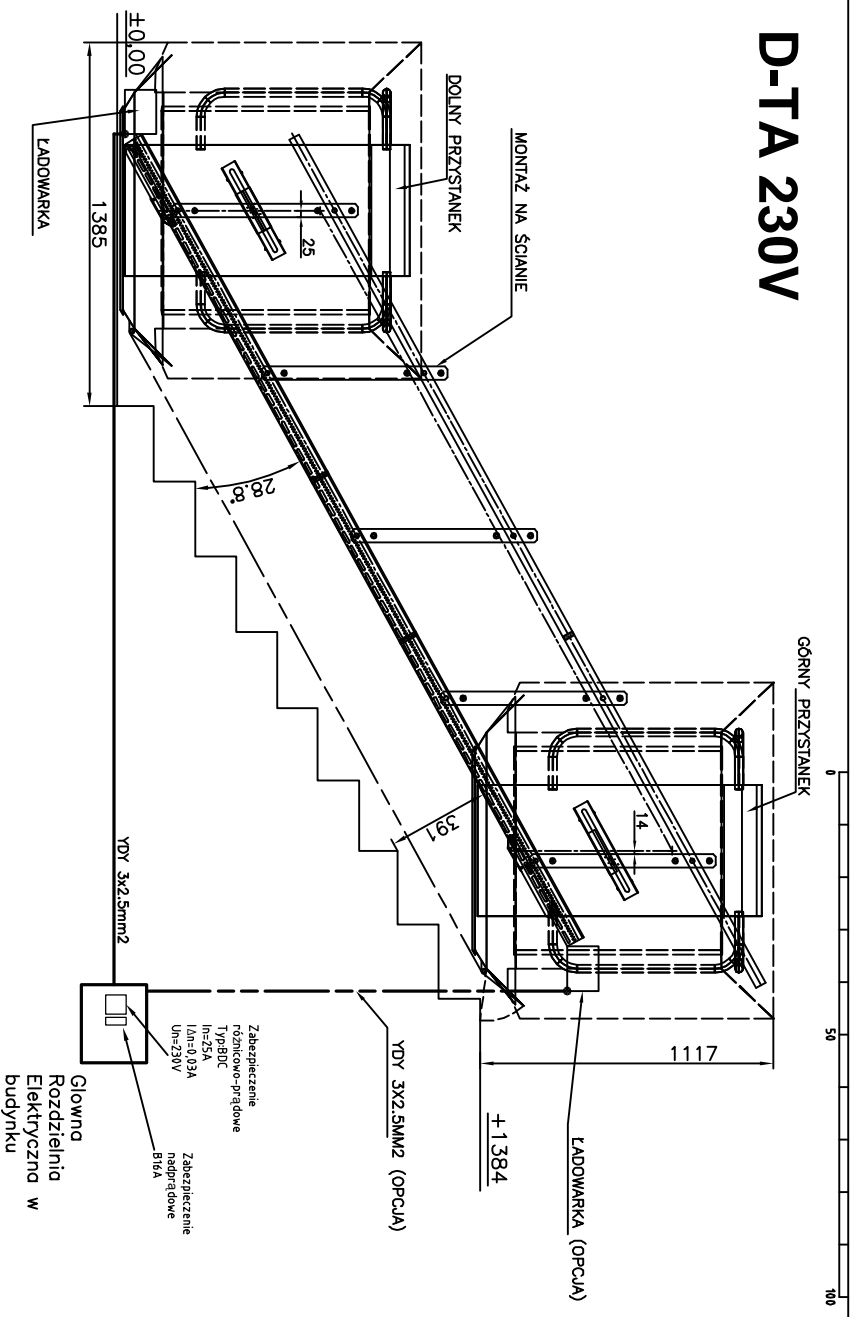 D-TA 230V
±0,00
1385
ŁADOWARKA
DOLNY PRZYSTANEK
MONTAŻ NA ŚCIANIE
25
28.8°
GÓRNY PRZYSTANEK
14
391
1117
+1384
ŁADOWARKA (OPCJA)
YDY 3X2.5MM2 (OPCJA)
YDY 3x2.5mm2
Zabezpieczenie
różnicowo-prądowe
Typ:BDC
In=25A
IΔn=0,03A
Un=230V
Zabezpieczenie
nadprądowe
B16A
Glowna
Rozdzielnia
Elektryczna w
budynku
0
50
100